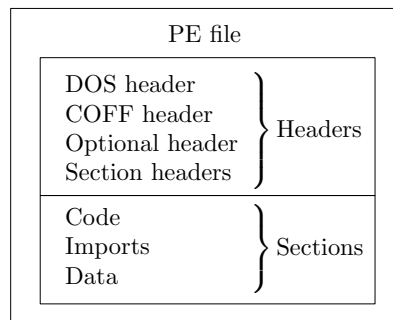 PE file
DOS header
COFF header
Optional header
Section headers
Headers
Code
Imports
Data
Sections